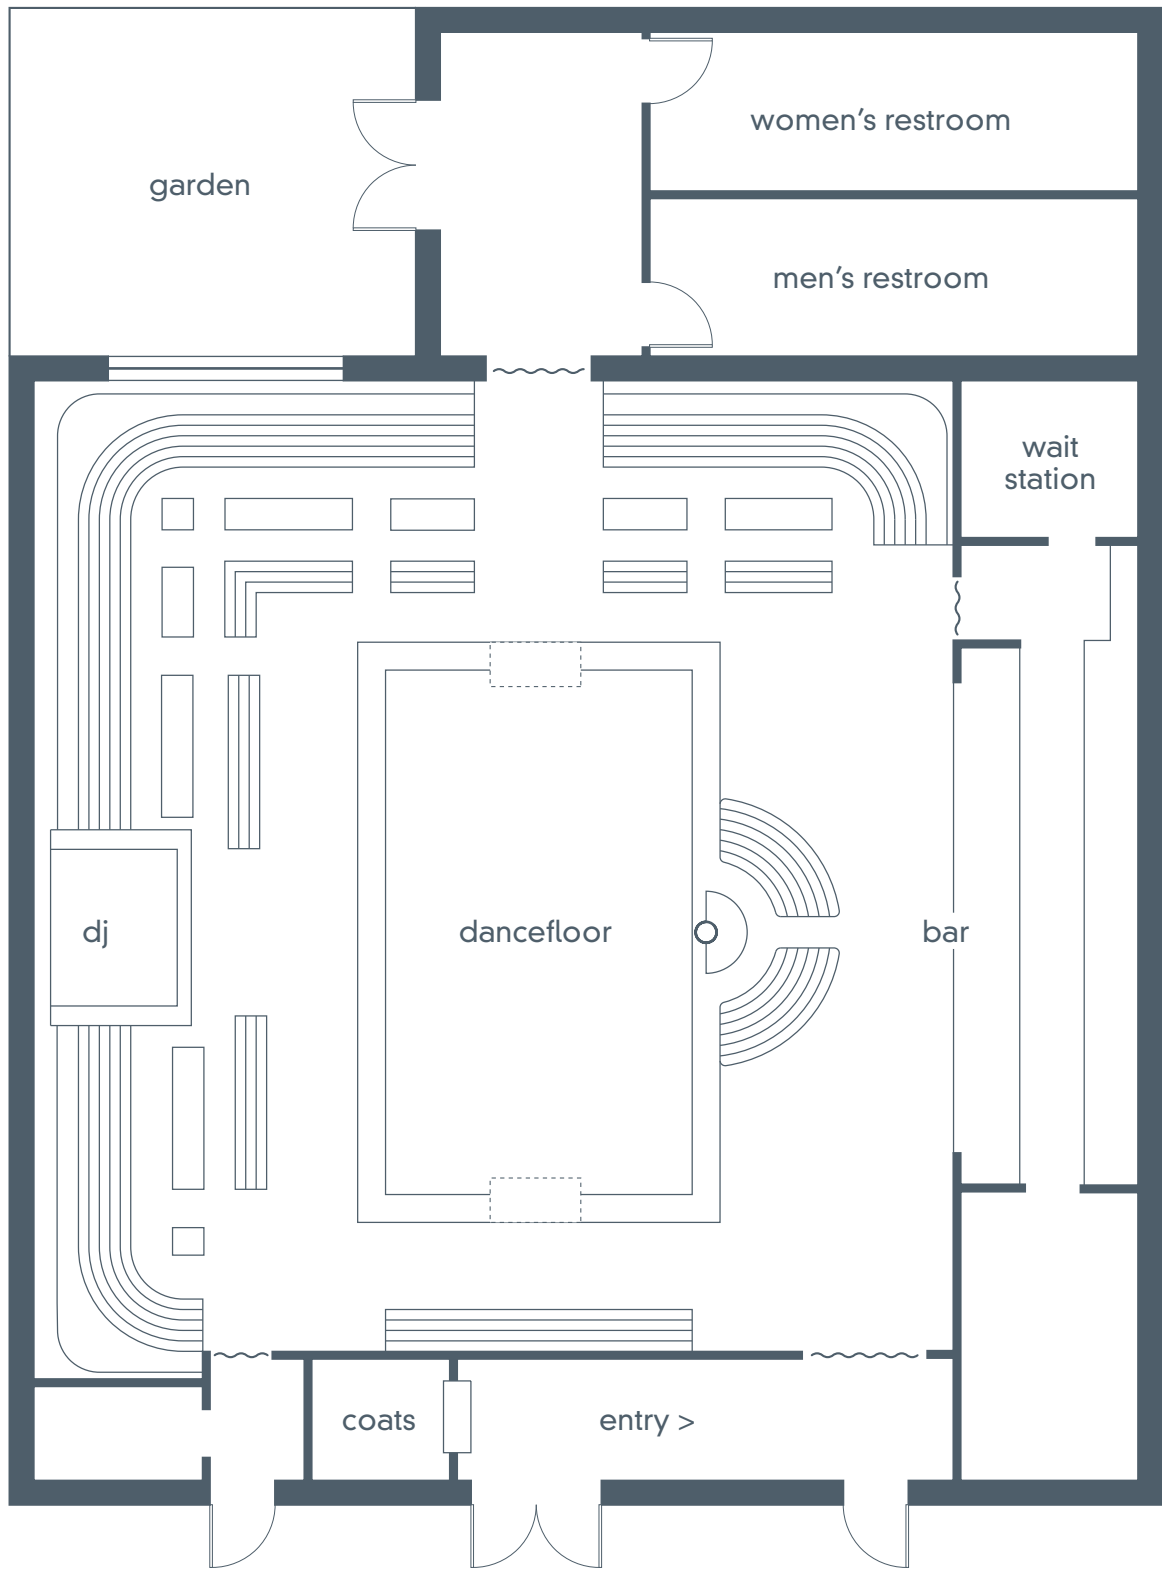 women's restroom
garden
men's restroom
wait
station
dj
dancefloor
bar
coats
entry >